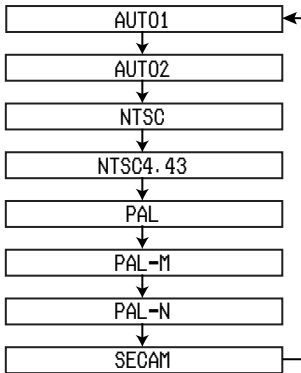 AUTO1
AUTO2
NTSC
NTSC4.43
PAL
PAL-M
PAL-N
SECAM